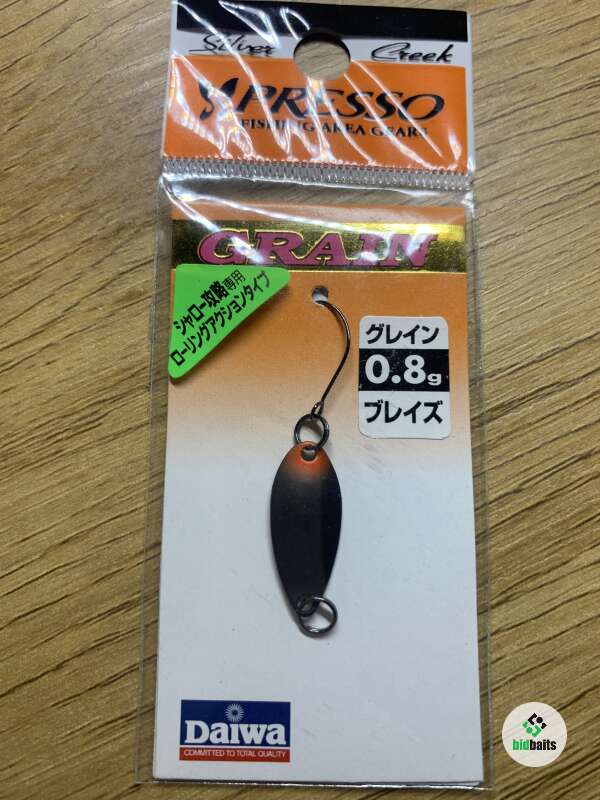 Silver Creek
PRESSO
FISHING AREA GEARS
GRAIN
シャロー攻略専用
ローリングアクションタイプ
グレイン
0.8g
ブレイズ
Daiwa
COMMITTED TO TOTAL QUALITY
bidbaits